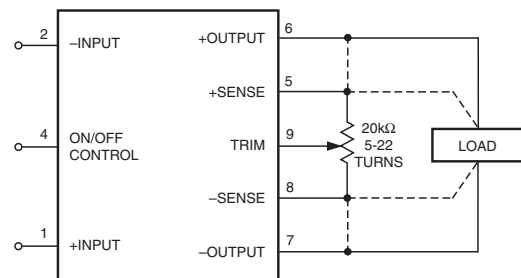 2 –INPUT
+OUTPUT 6
+SENSE 5
4 ON/OFF
CONTROL
TRIM 9
20kΩ
5-22
TURNS
LOAD
–SENSE 8
1 +INPUT
–OUTPUT 7